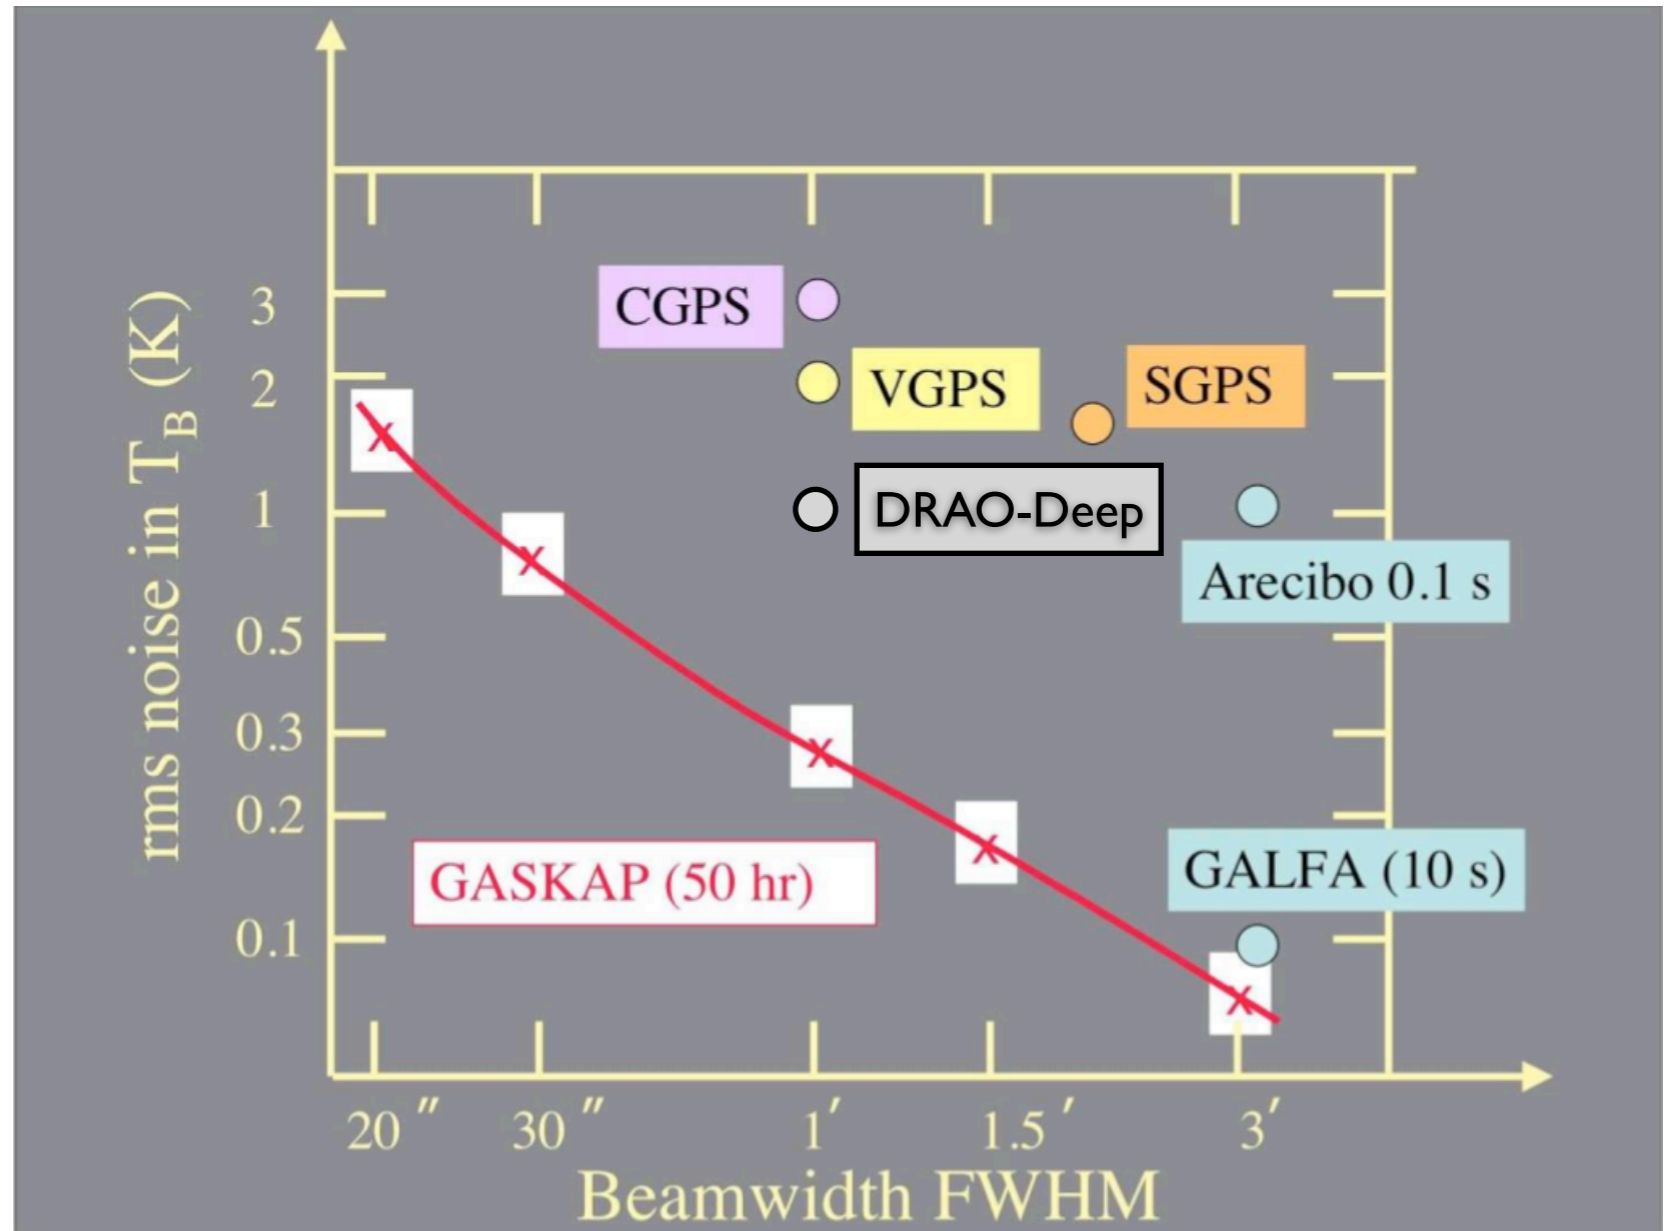 rms noise in T_B (K)
3
2
1
0.5
0.3
0.2
0.1
CGPS
VGPS
SGPS
DRAO-Deep
Arecibo 0.1 s
GASKAP (50 hr)
GALFA (10 s)
x
x
x
x
x
20 ″ 30 ″ 1′ 1.5 ′ 3′
Beamwidth FWHM